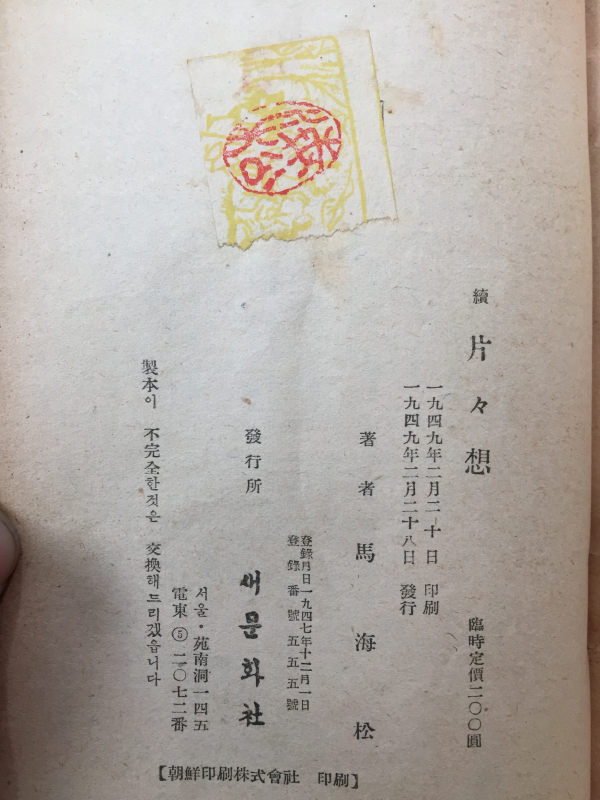 續 片々想 臨時定價二〇〇圓
一九四九年二月二十日 印刷
一九四九年二月二十八日 發行
著者 馬海松
登錄月日一九四七年十二月一日
登錄番號五五五號
發行所 새문화社
서울・苑南洞一四五
電東⑤二〇七二番
製本이 不完全한것은 交換해드리겠읍니다
【朝鮮印刷株式會社 印刷】